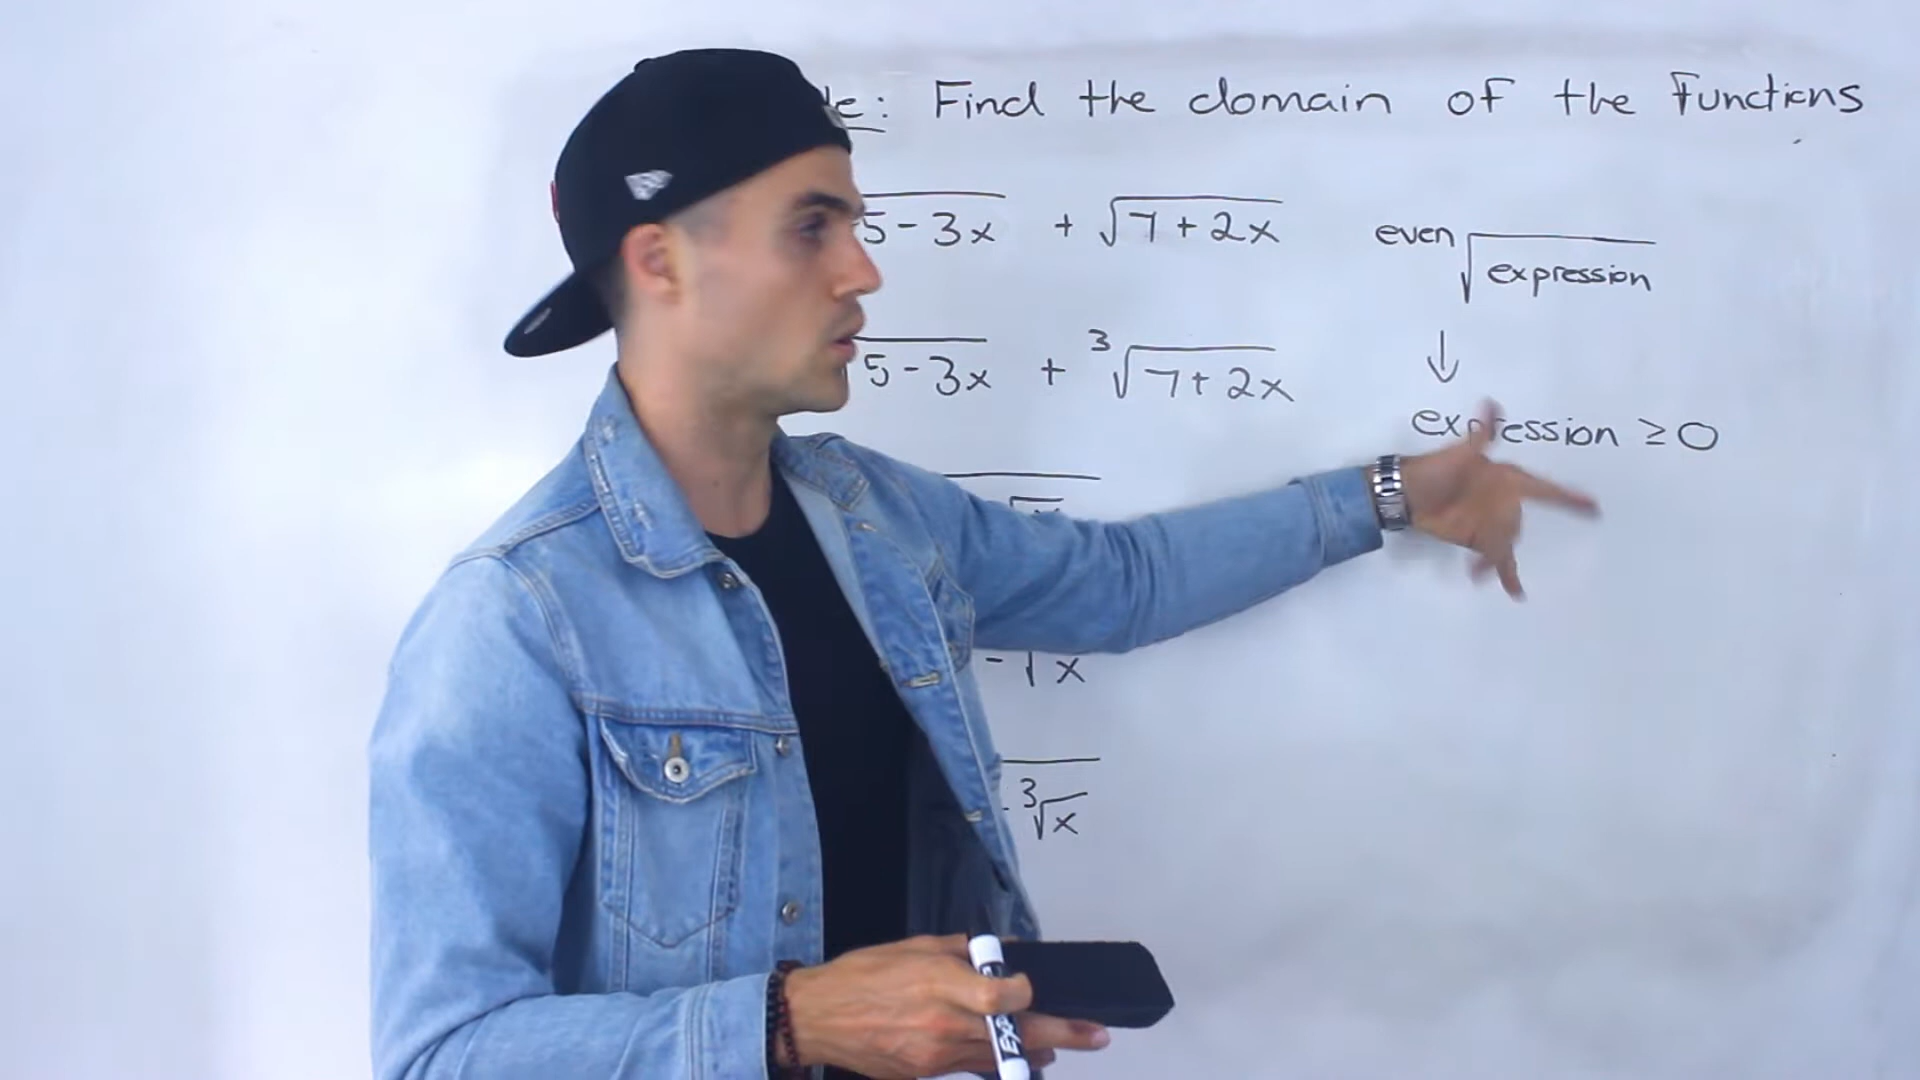 : Find the domain of the functions
5 - 3x + √7 + 2x
even √expression
5 - 3x + ³√7 + 2x
↓
expression ≥ 0
- √x
³√x
EXPO